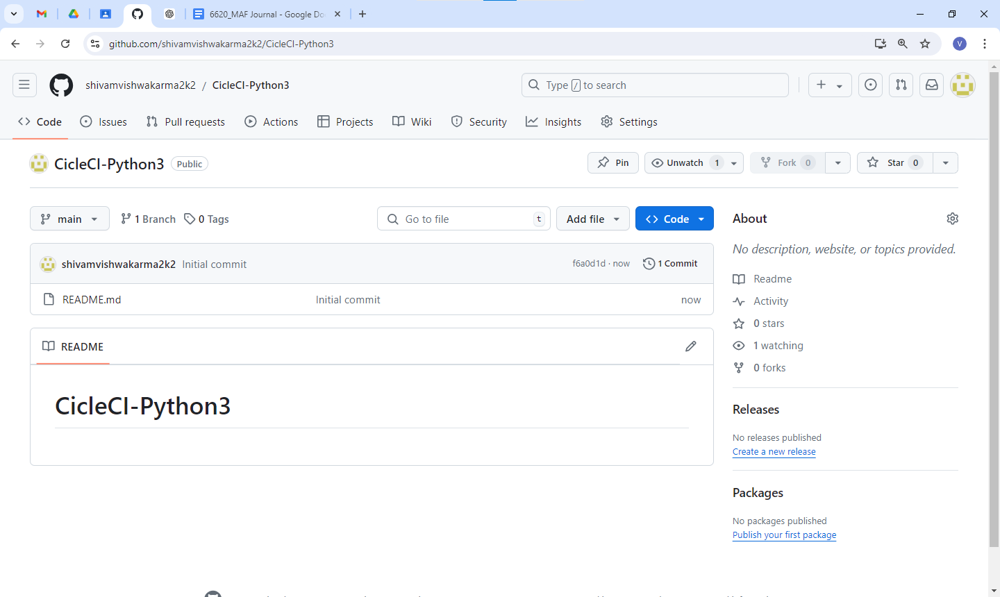 6620_MAF Journal - Google Do
github.com/shivamvishwakarma2k2/CicleCI-Python3
V
shivamvishwakarma2k2 / CicleCI-Python3
Type / to search
Code Issues Pull requests Actions Projects Wiki Security Insights Settings
CicleCI-Python3 Public
Pin Unwatch 1 Fork 0 Star 0
main 1 Branch 0 Tags Go to file t Add file Code
shivamvishwakarma2k2 Initial commit f6a0d1d · now 1 Commit
README.md Initial commit now
README
CicleCI-Python3
About
No description, website, or topics provided.
Readme
Activity
0 stars
1 watching
0 forks
Releases
No releases published
Create a new release
Packages
No packages published
Publish your first package